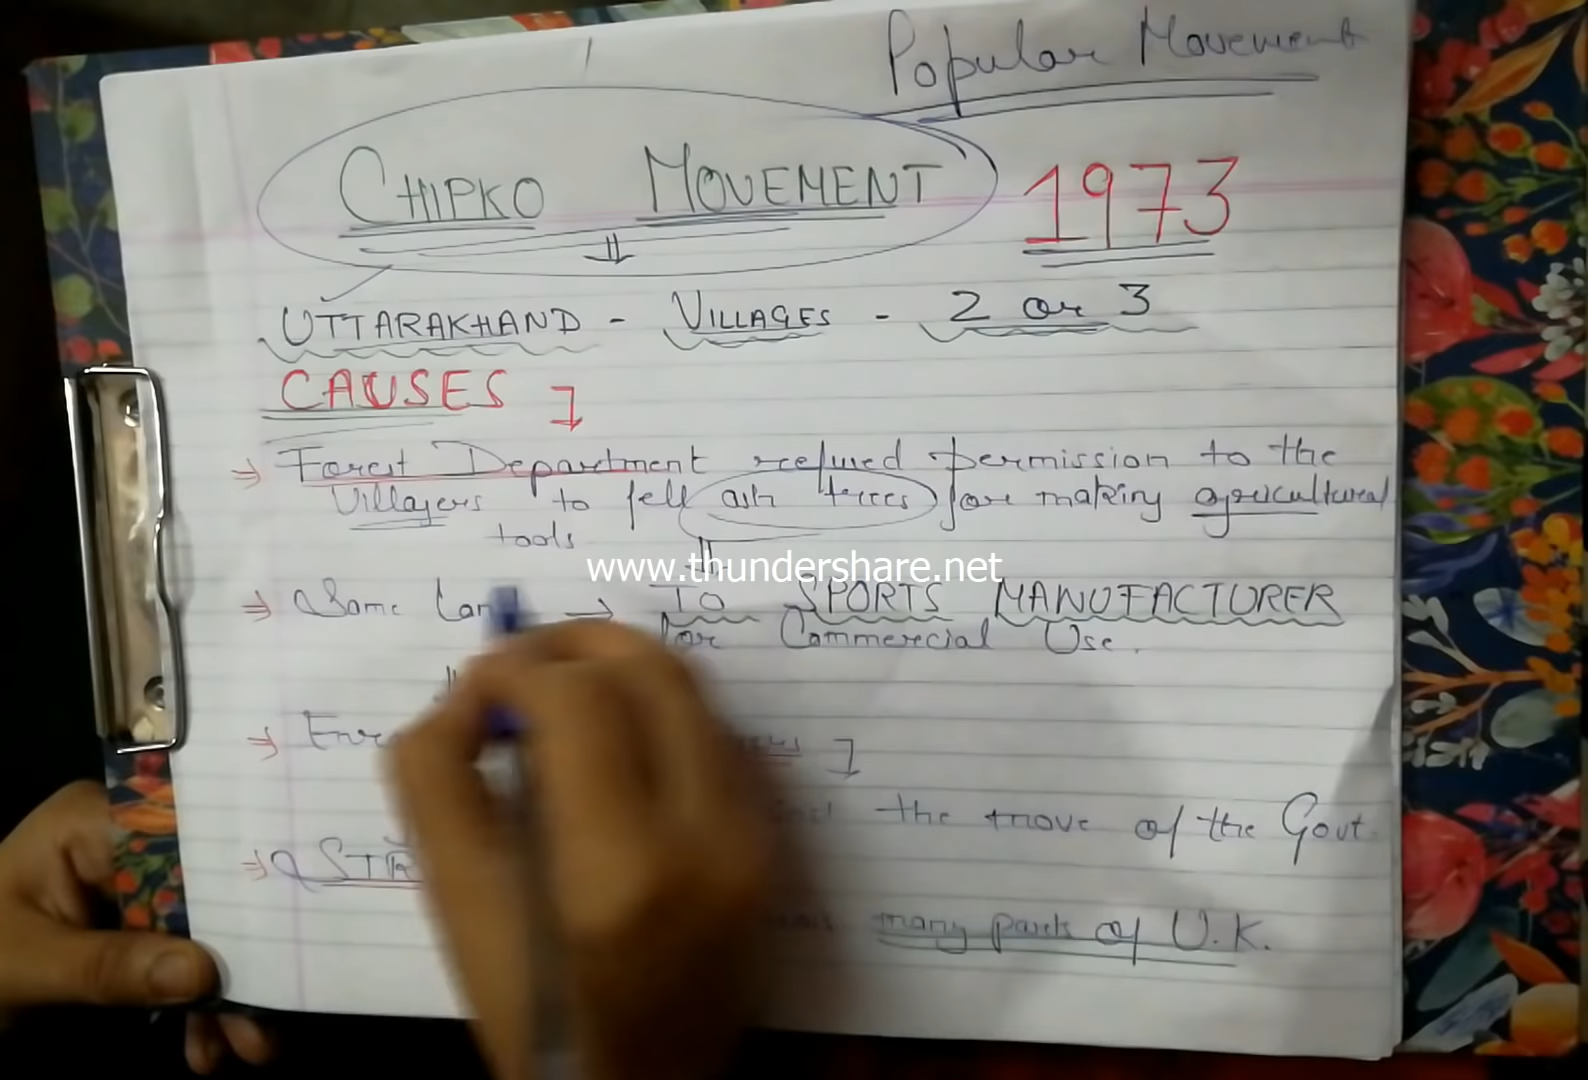 Popular Movement
CHIPKO MOVEMENT 1973
UTTARAKHAND - VILLAGES - 2 or 3
CAUSES
⇒ Forest Department refused permission to the
Villagers to fell ash trees for making agricultural
tools
www.thundershare.net
⇒ Same → TO SPORTS MANUFACTURER
for Commercial Use.
the move of the Govt.
many parts of U.K.